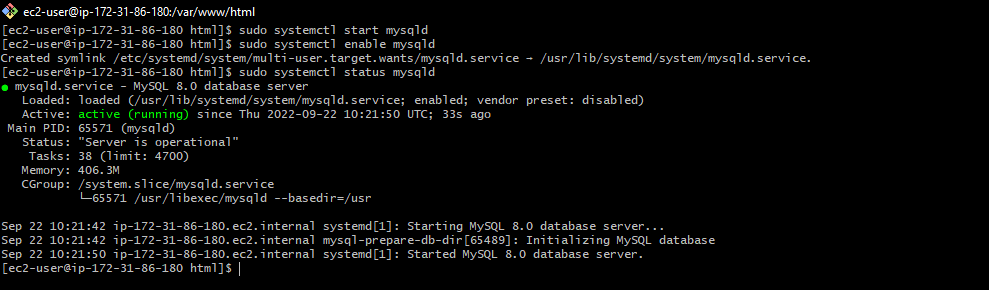 ec2-user@ip-172-31-86-180:/var/www/html
[ec2-user@ip-172-31-86-180 html]$ sudo systemctl start mysqld
[ec2-user@ip-172-31-86-180 html]$ sudo systemctl enable mysqld
Created symlink /etc/systemd/system/multi-user.target.wants/mysqld.service → /usr/lib/systemd/system/mysqld.service.
[ec2-user@ip-172-31-86-180 html]$ sudo systemctl status mysqld
● mysqld.service - MySQL 8.0 database server
   Loaded: loaded (/usr/lib/systemd/system/mysqld.service; enabled; vendor preset: disabled)
   Active: active (running) since Thu 2022-09-22 10:21:50 UTC; 33s ago
 Main PID: 65571 (mysqld)
   Status: "Server is operational"
    Tasks: 38 (limit: 4700)
   Memory: 406.3M
   CGroup: /system.slice/mysqld.service
           └─65571 /usr/libexec/mysqld --basedir=/usr
Sep 22 10:21:42 ip-172-31-86-180.ec2.internal systemd[1]: Starting MySQL 8.0 database server...
Sep 22 10:21:42 ip-172-31-86-180.ec2.internal mysql-prepare-db-dir[65489]: Initializing MySQL database
Sep 22 10:21:50 ip-172-31-86-180.ec2.internal systemd[1]: Started MySQL 8.0 database server.
[ec2-user@ip-172-31-86-180 html]$